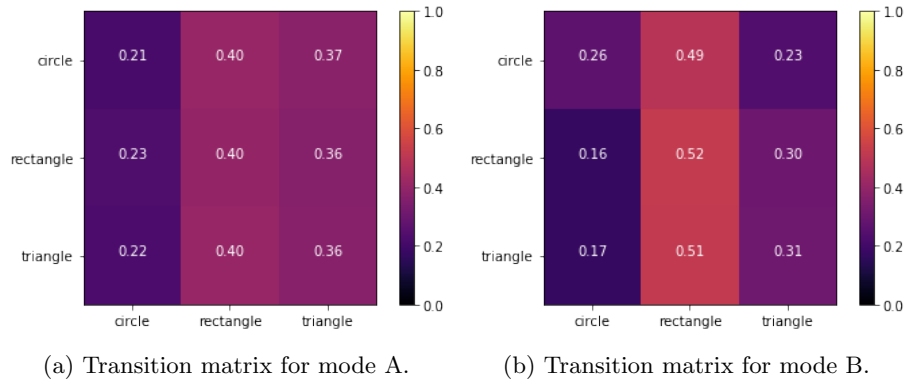 circle 0.21 0.40 0.37
rectangle 0.23 0.40 0.36
triangle 0.22 0.40 0.36
circle rectangle triangle
1.0
0.8
0.6
0.4
0.2
0.0
(a) Transition matrix for mode A.
circle 0.26 0.49 0.23
rectangle 0.16 0.52 0.30
triangle 0.17 0.51 0.31
circle rectangle triangle
1.0
0.8
0.6
0.4
0.2
0.0
(b) Transition matrix for mode B.